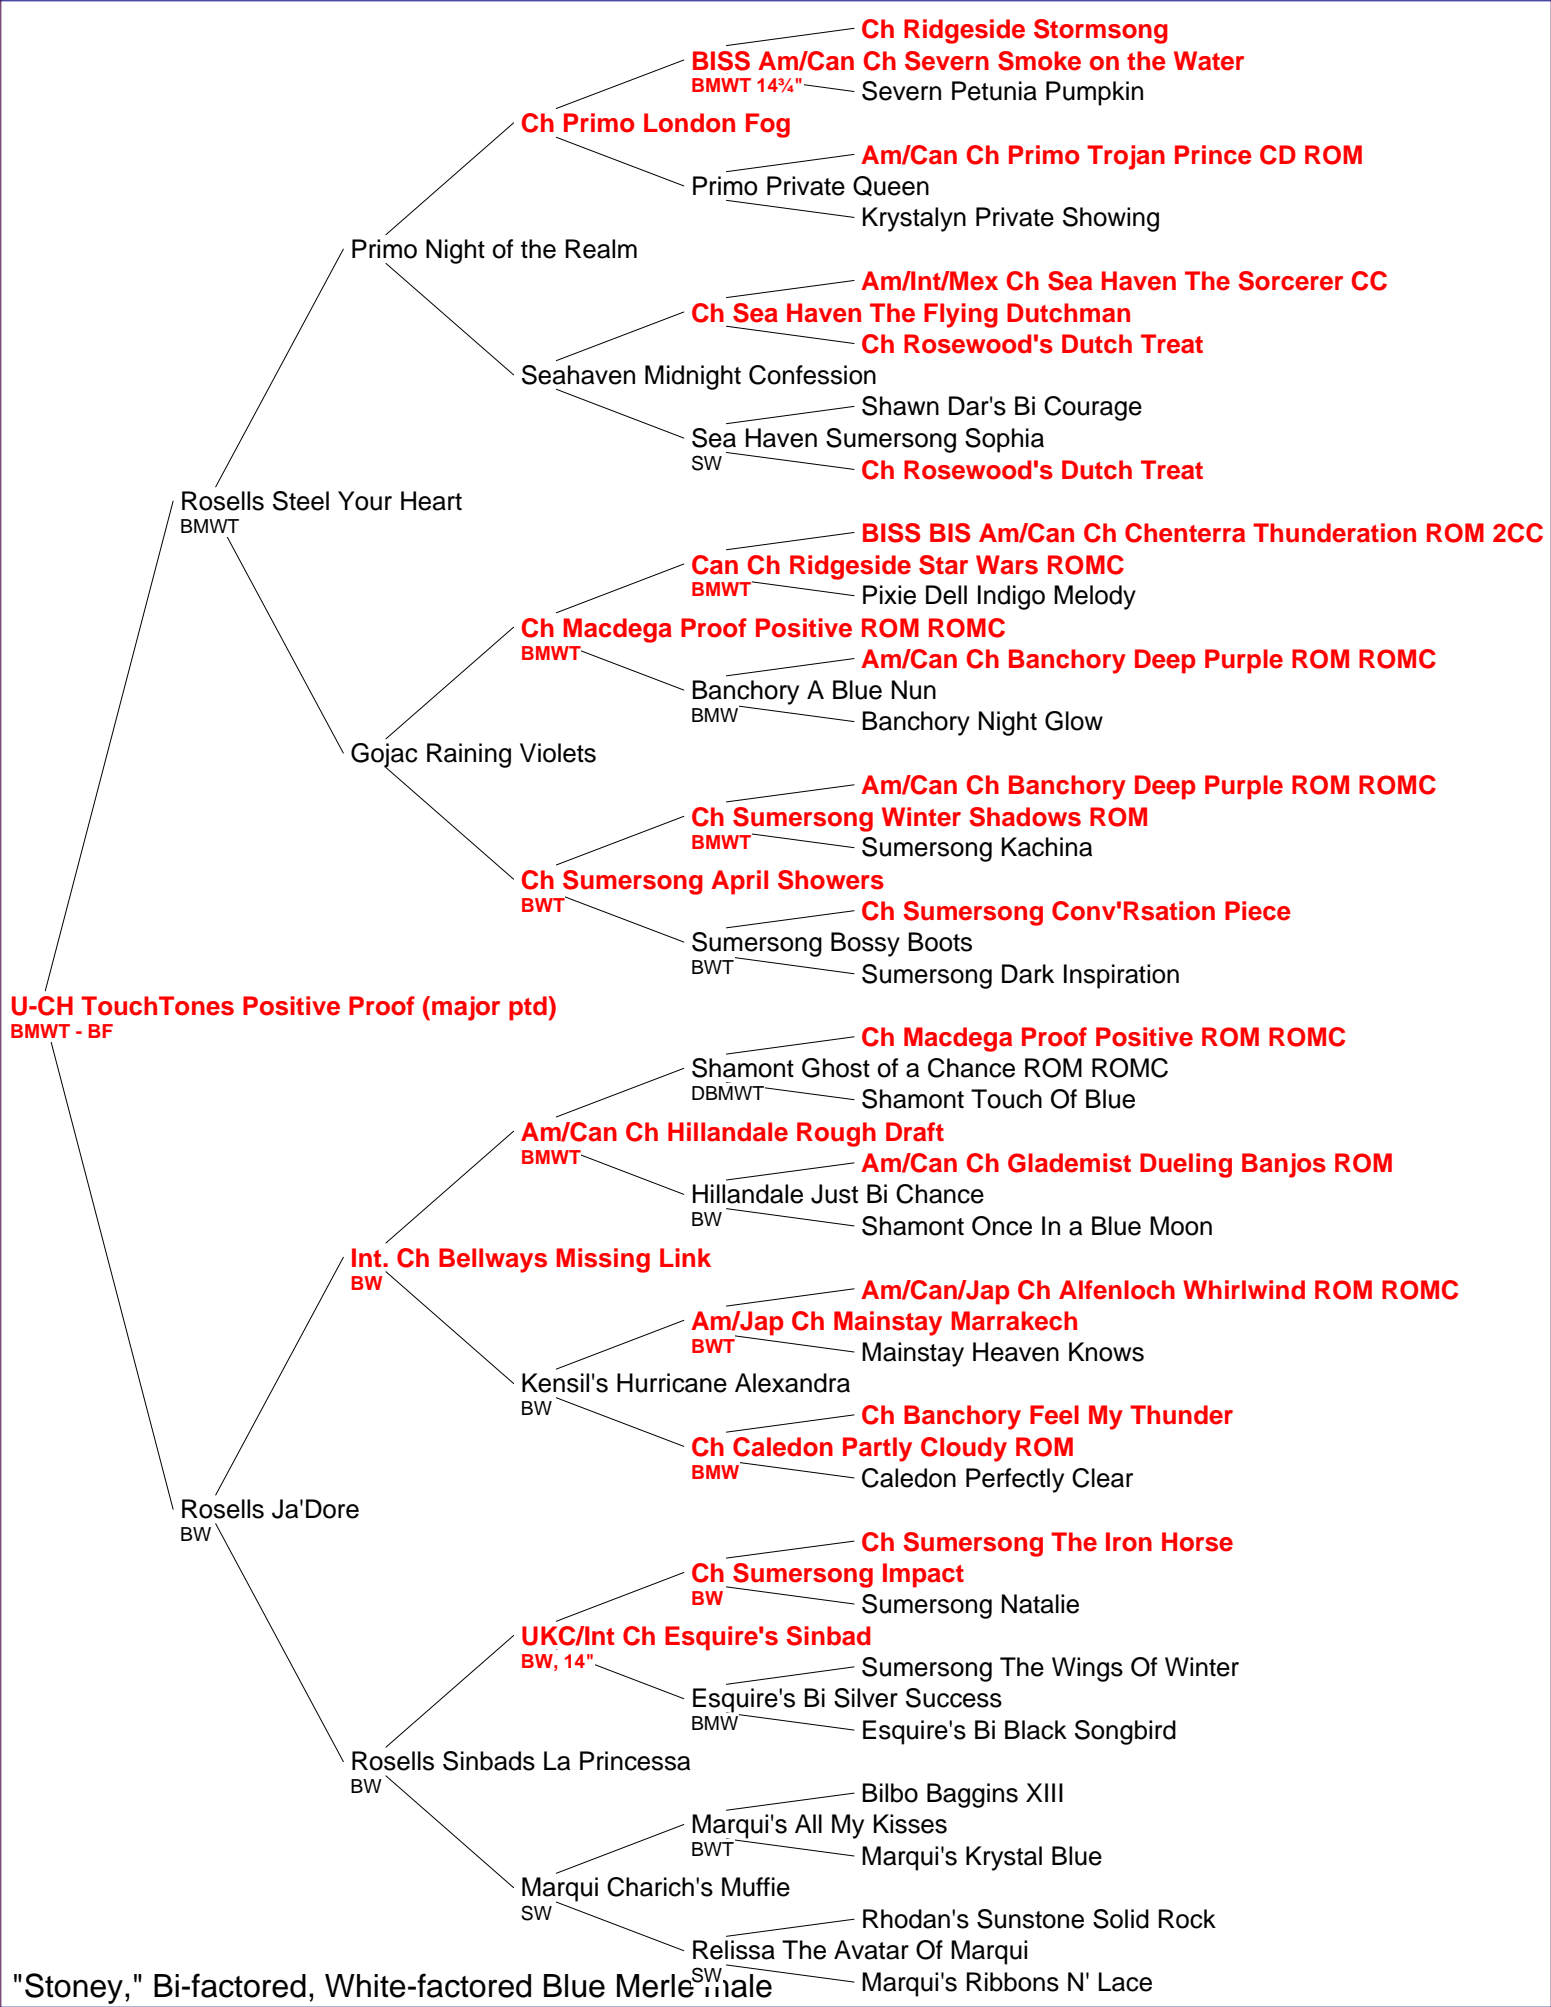 Ch Ridgeside Stormsong
BISS Am/Can Ch Severn Smoke on the Water
BMWT 14¾"
Severn Petunia Pumpkin
Ch Primo London Fog
Am/Can Ch Primo Trojan Prince CD ROM
Primo Private Queen
Krystalyn Private Showing
Primo Night of the Realm
Am/Int/Mex Ch Sea Haven The Sorcerer CC
Ch Sea Haven The Flying Dutchman
Ch Rosewood's Dutch Treat
Seahaven Midnight Confession
Shawn Dar's Bi Courage
Sea Haven Sumersong Sophia
SW
Ch Rosewood's Dutch Treat
Rosells Steel Your Heart
BMWT
BISS BIS Am/Can Ch Chenterra Thunderation ROM 2CC
Can Ch Ridgeside Star Wars ROMC
BMWT
Pixie Dell Indigo Melody
Ch Macdega Proof Positive ROM ROMC
BMWT
Am/Can Ch Banchory Deep Purple ROM ROMC
Banchory A Blue Nun
BMW
Banchory Night Glow
Gojac Raining Violets
Am/Can Ch Banchory Deep Purple ROM ROMC
Ch Sumersong Winter Shadows ROM
BMWT
Sumersong Kachina
Ch Sumersong April Showers
BWT
Ch Sumersong Conv'Rsation Piece
Sumersong Bossy Boots
BWT
Sumersong Dark Inspiration
U-CH TouchTones Positive Proof (major ptd)
BMWT - BF
Ch Macdega Proof Positive ROM ROMC
Shamont Ghost of a Chance ROM ROMC
DBMWT
Shamont Touch Of Blue
Am/Can Ch Hillandale Rough Draft
BMWT
Am/Can Ch Glademist Dueling Banjos ROM
Hillandale Just Bi Chance
BW
Shamont Once In a Blue Moon
Int. Ch Bellways Missing Link
BW
Am/Can/Jap Ch Alfenloch Whirlwind ROM ROMC
Am/Jap Ch Mainstay Marrakech
BWT
Mainstay Heaven Knows
Kensil's Hurricane Alexandra
BW
Ch Banchory Feel My Thunder
Ch Caledon Partly Cloudy ROM
BMW
Caledon Perfectly Clear
Rosells Ja'Dore
BW
Ch Sumersong The Iron Horse
Ch Sumersong Impact
BW
Sumersong Natalie
UKC/Int Ch Esquire's Sinbad
BW, 14"
Sumersong The Wings Of Winter
Esquire's Bi Silver Success
BMW
Esquire's Bi Black Songbird
Rosells Sinbads La Princessa
BW
Bilbo Baggins XIII
Marqui's All My Kisses
BWT
Marqui's Krystal Blue
Marqui Charich's Muffie
SW
Rhodan's Sunstone Solid Rock
Relissa The Avatar Of Marqui
SW
Marqui's Ribbons N' Lace
"Stoney," Bi-factored, White-factored Blue Merle male